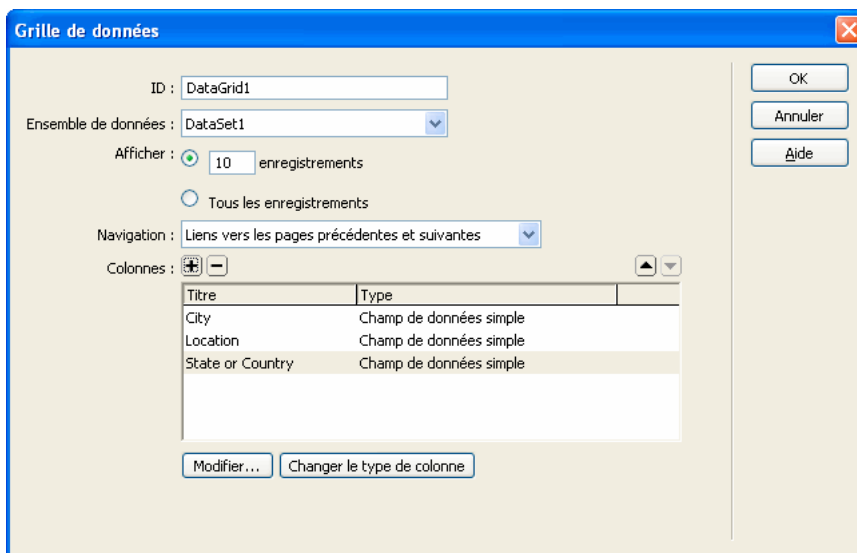 Grille de données
ID : DataGrid1
OK
Ensemble de données : DataSet1
Annuler
Afficher : 10 enregistrements
Aide
Tous les enregistrements
Navigation : Liens vers les pages précédentes et suivantes
Colonnes :
Titre Type
City Champ de données simple
Location Champ de données simple
State or Country Champ de données simple
Modifier... Changer le type de colonne